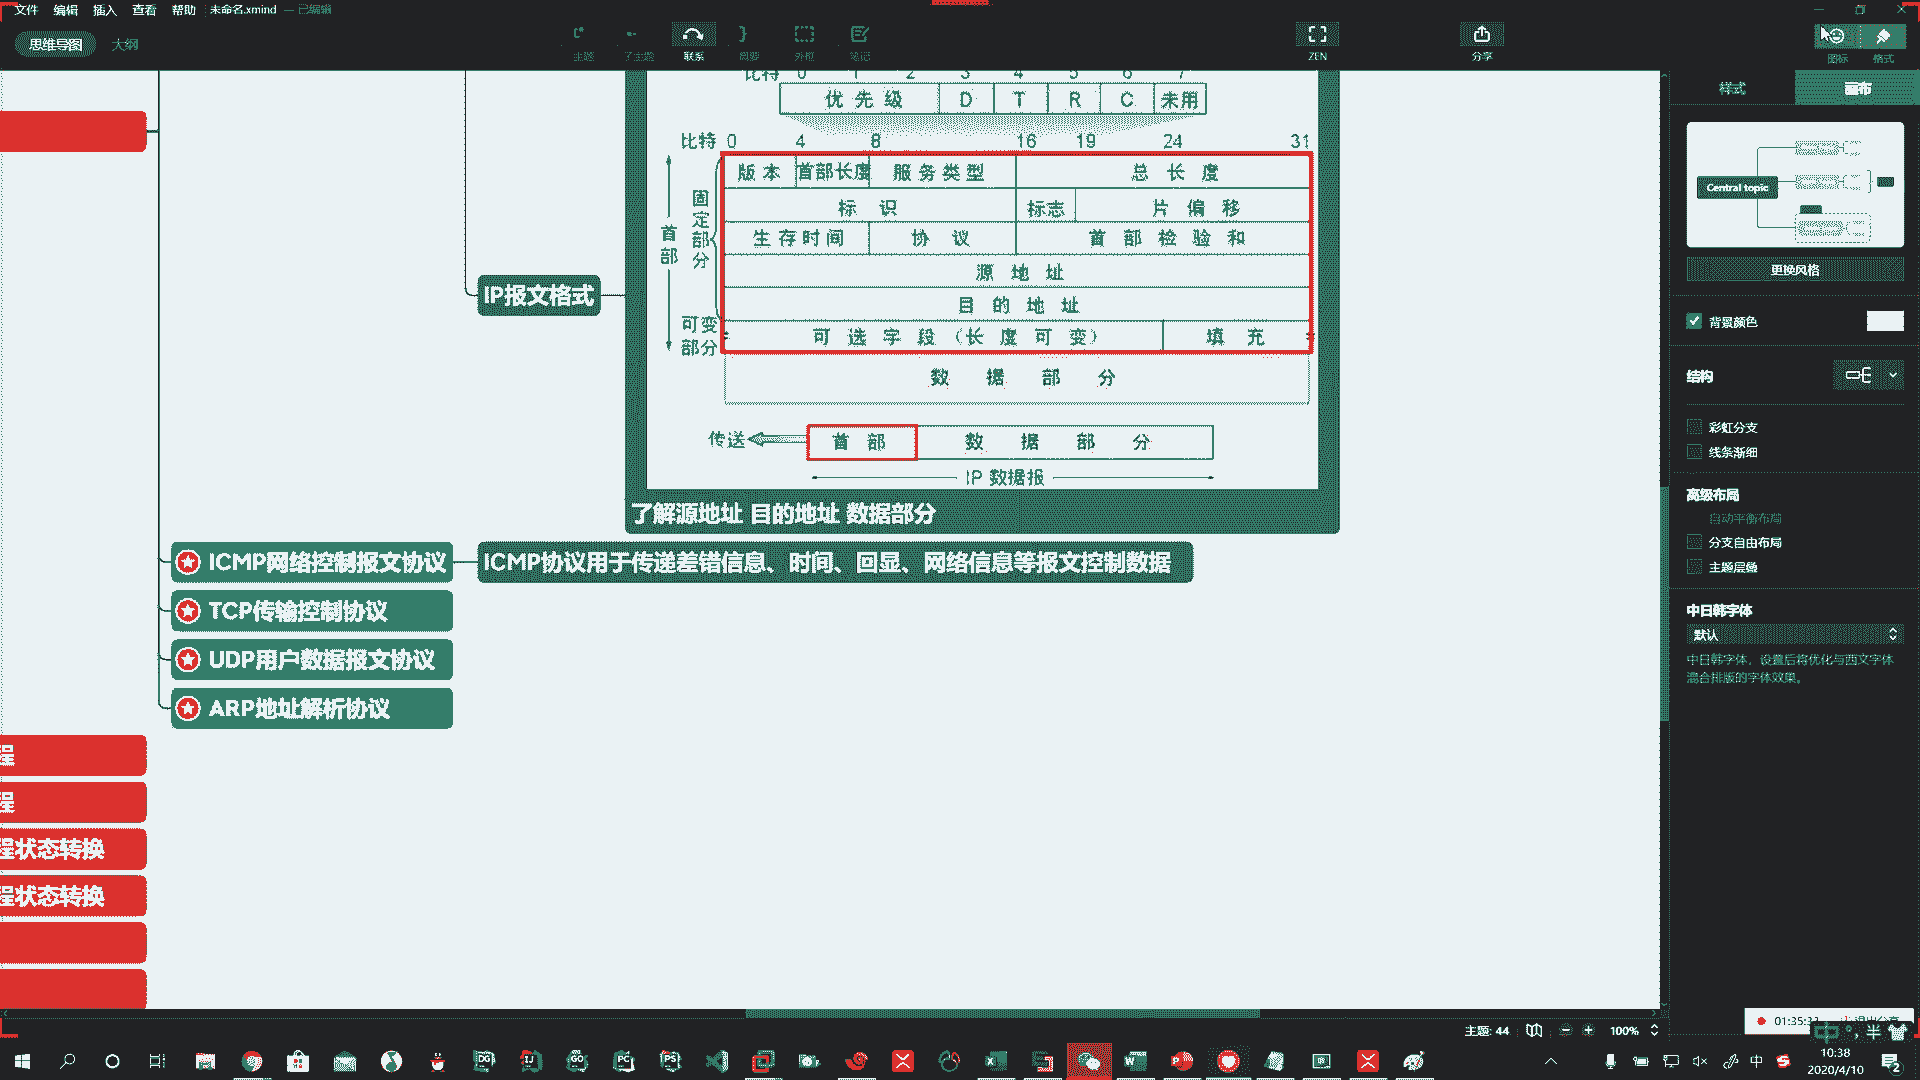 文件 编辑 插入 查看 帮助 未命名.xmind — 已编辑
思维导图 大纲
主题 子主题 联系 概要 外框 笔记 ZEN 分享 图标 格式
样式 画布
比特 0 1 2 3 4 5 6 7
优先级 D T R C 未用
比特 0 4 8 16 19 24 31
版本 首部长度 服务类型 总长度
标识 标志 片偏移
生存时间 协议 首部检验和
源地址
目的地址
可选字段（长度可变） 填充
数据部分
首部
固定部分
可变部分
传送 首部 数据部分
IP 数据报
IP报文格式
了解源地址 目的地址 数据部分
ICMP网络控制报文协议
ICMP协议用于传递差错信息、时间、回显、网络信息等报文控制数据
TCP传输控制协议
UDP用户数据报文协议
ARP地址解析协议
程
程
程状态转换
程状态转换
Central topic
更换风格
背景颜色
结构
彩虹分支
线条渐细
高级布局
自动平衡布局
分支自由布局
主题层叠
中日韩字体
默认
中日韩字体，设置后将优化与西文字体
混合排版的字体效果。
主题: 44 100%
中 半
中
10:38
2020/4/10
2